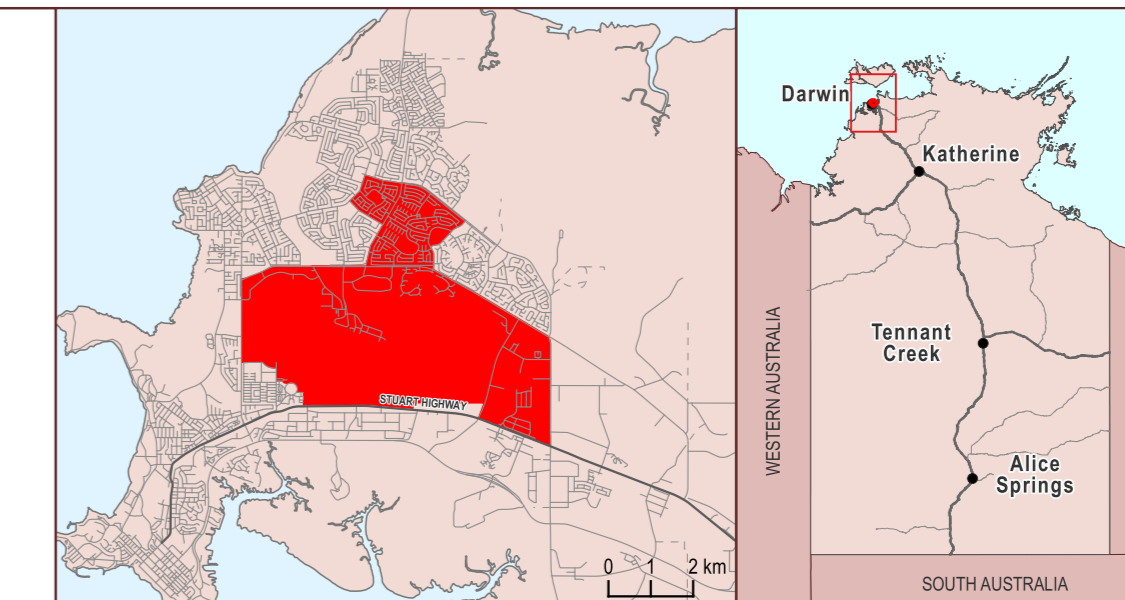 STUART HIGHWAY
0 1 2 km
Darwin
Katherine
Tennant
Creek
Alice
Springs
WESTERN AUSTRALIA
SOUTH AUSTRALIA